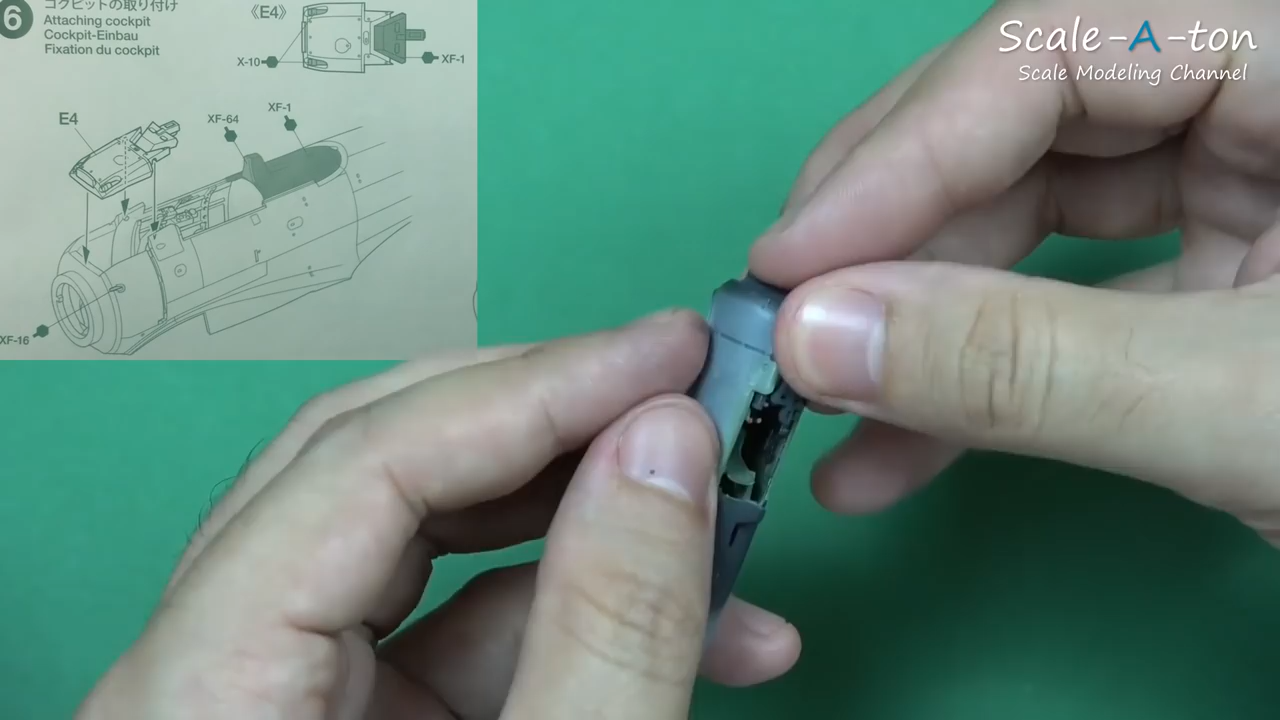 6
コクピットの取り付け
Attaching cockpit
Cockpit-Einbau
Fixation du cockpit
《E4》
X-10
XF-1
E4
XF-64
XF-1
XF-16
Scale-A-ton
Scale Modeling Channel